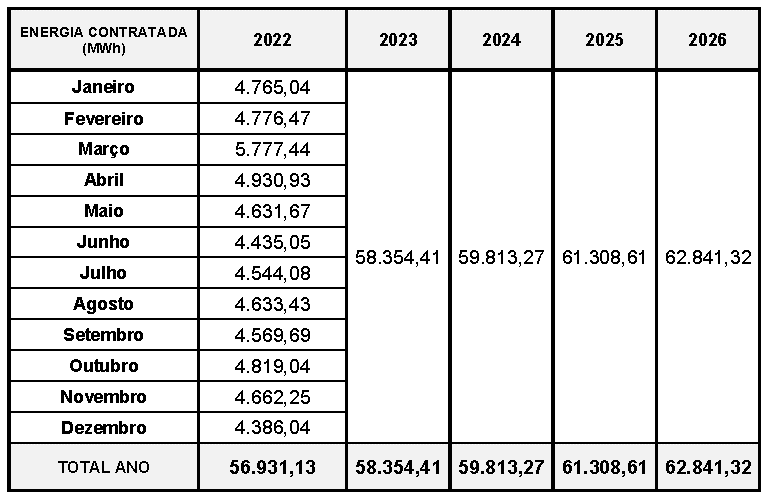 ENERGIA CONTRATADA (MWh) 2022 2023 2024 2025 2026
Janeiro 4.765,04
Fevereiro 4.776,47
Março 5.777,44
Abril 4.930,93
Maio 4.631,67
Junho 4.435,05
58.354,41 59.813,27 61.308,61 62.841,32
Julho 4.544,08
Agosto 4.633,43
Setembro 4.569,69
Outubro 4.819,04
Novembro 4.662,25
Dezembro 4.386,04
TOTAL ANO 56.931,13 58.354,41 59.813,27 61.308,61 62.841,32